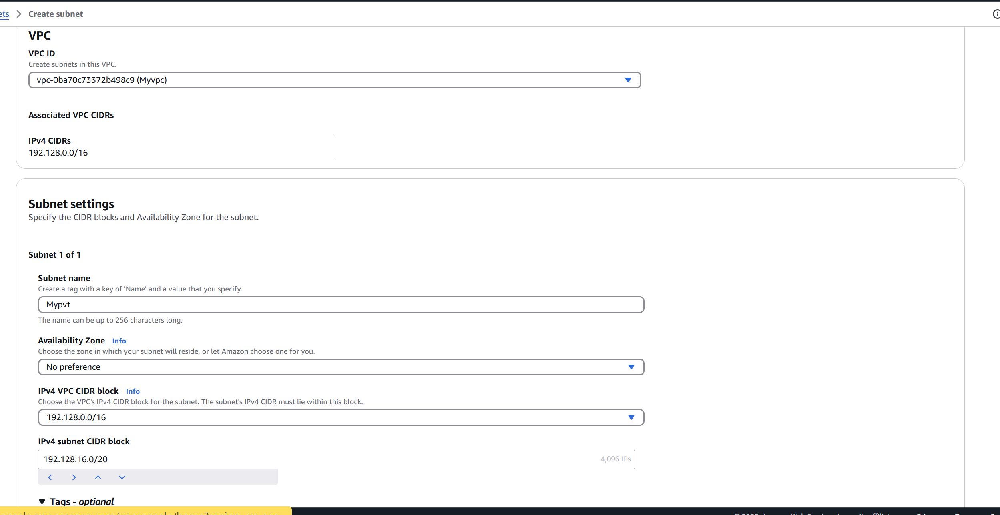 ets > Create subnet
VPC
VPC ID
Create subnets in this VPC.
vpc-0ba70c73372b498c9 (Myvpc)
Associated VPC CIDRs
IPv4 CIDRs
192.128.0.0/16
Subnet settings
Specify the CIDR blocks and Availability Zone for the subnet.
Subnet 1 of 1
Subnet name
Create a tag with a key of 'Name' and a value that you specify.
Mypvt
The name can be up to 256 characters long.
Availability Zone Info
Choose the zone in which your subnet will reside, or let Amazon choose one for you.
No preference
IPv4 VPC CIDR block Info
Choose the VPC's IPv4 CIDR block for the subnet. The subnet's IPv4 CIDR must lie within this block.
192.128.0.0/16
IPv4 subnet CIDR block
192.128.16.0/20 4,096 IPs
Tags - optional